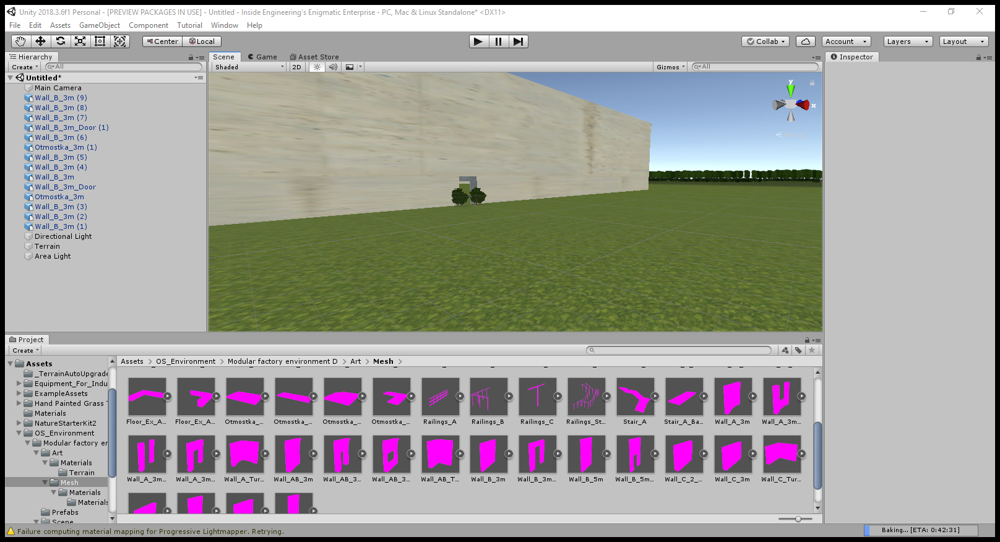 Unity 2018.3.6f1 Personal - [PREVIEW PACKAGES IN USE] - Untitled - Inside Engineering's Enigmatic Enterprise - PC, Mac & Linux Standalone* <DX11>
File Edit Assets GameObject Component Tutorial Window Help
Center Local Collab Account Layers Layout
Hierarchy
Create All
Untitled*
Main Camera
Wall_B_3m (9)
Wall_B_3m (8)
Wall_B_3m (7)
Wall_B_3m_Door (1)
Wall_B_3m (6)
Otmostka_3m (1)
Wall_B_3m (5)
Wall_B_3m (4)
Wall_B_3m
Wall_B_3m_Door
Otmostka_3m
Wall_B_3m (3)
Wall_B_3m (2)
Wall_B_3m (1)
Directional Light
Terrain
Area Light
Scene Game Asset Store
Shaded 2D Gizmos All
y
x
Inspector
Project
Create
Assets
_TerrainAutoUpgrade
Equipment_For_Indu
ExampleAssets
Hand Painted Grass T
Materials
NatureStarterKit2
OS_Environment
Modular factory er
Art
Materials
Terrain
Mesh
Materials
Materials
Prefabs
Scene
Assets > OS_Environment > Modular factory environment D > Art > Mesh >
Floor_Ex_A... Floor_Ex_A... Otmostka_... Otmostka_... Otmostka_... Otmostka_... Railings_A Railings_B Railings_C Railings_St... Stair_A Stair_A_Ba... Wall_A_3m Wall_A_3m...
Wall_A_3m... Wall_A_3m... Wall_A_Tur... Wall_AB_3m Wall_AB_3... Wall_AB_3... Wall_AB_T... Wall_B_3m Wall_B_3m... Wall_B_5m Wall_B_5m... Wall_C_2_... Wall_C_3m Wall_C_Tur...
Failure computing material mapping for Progressive Lightmapper. Retrying.
Baking... [ETA: 0:42:31]